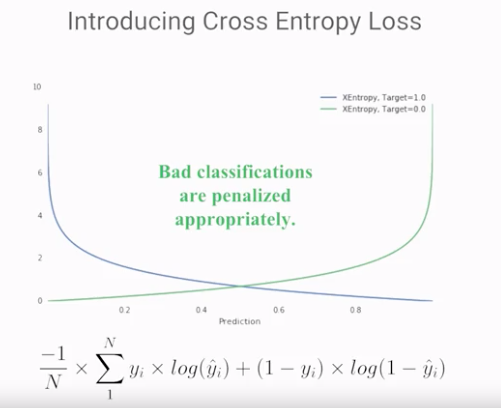 Introducing Cross Entropy Loss
10
XEntropy, Target=1.0
XEntropy, Target=0.0
8
Bad classifications
6
are penalized
appropriately.
4
2
0
0.2 0.4 0.6 0.8
Prediction
-1/N × ∑_1^N y_i × log(ŷ_i) + (1 − y_i) × log(1 − ŷ_i)